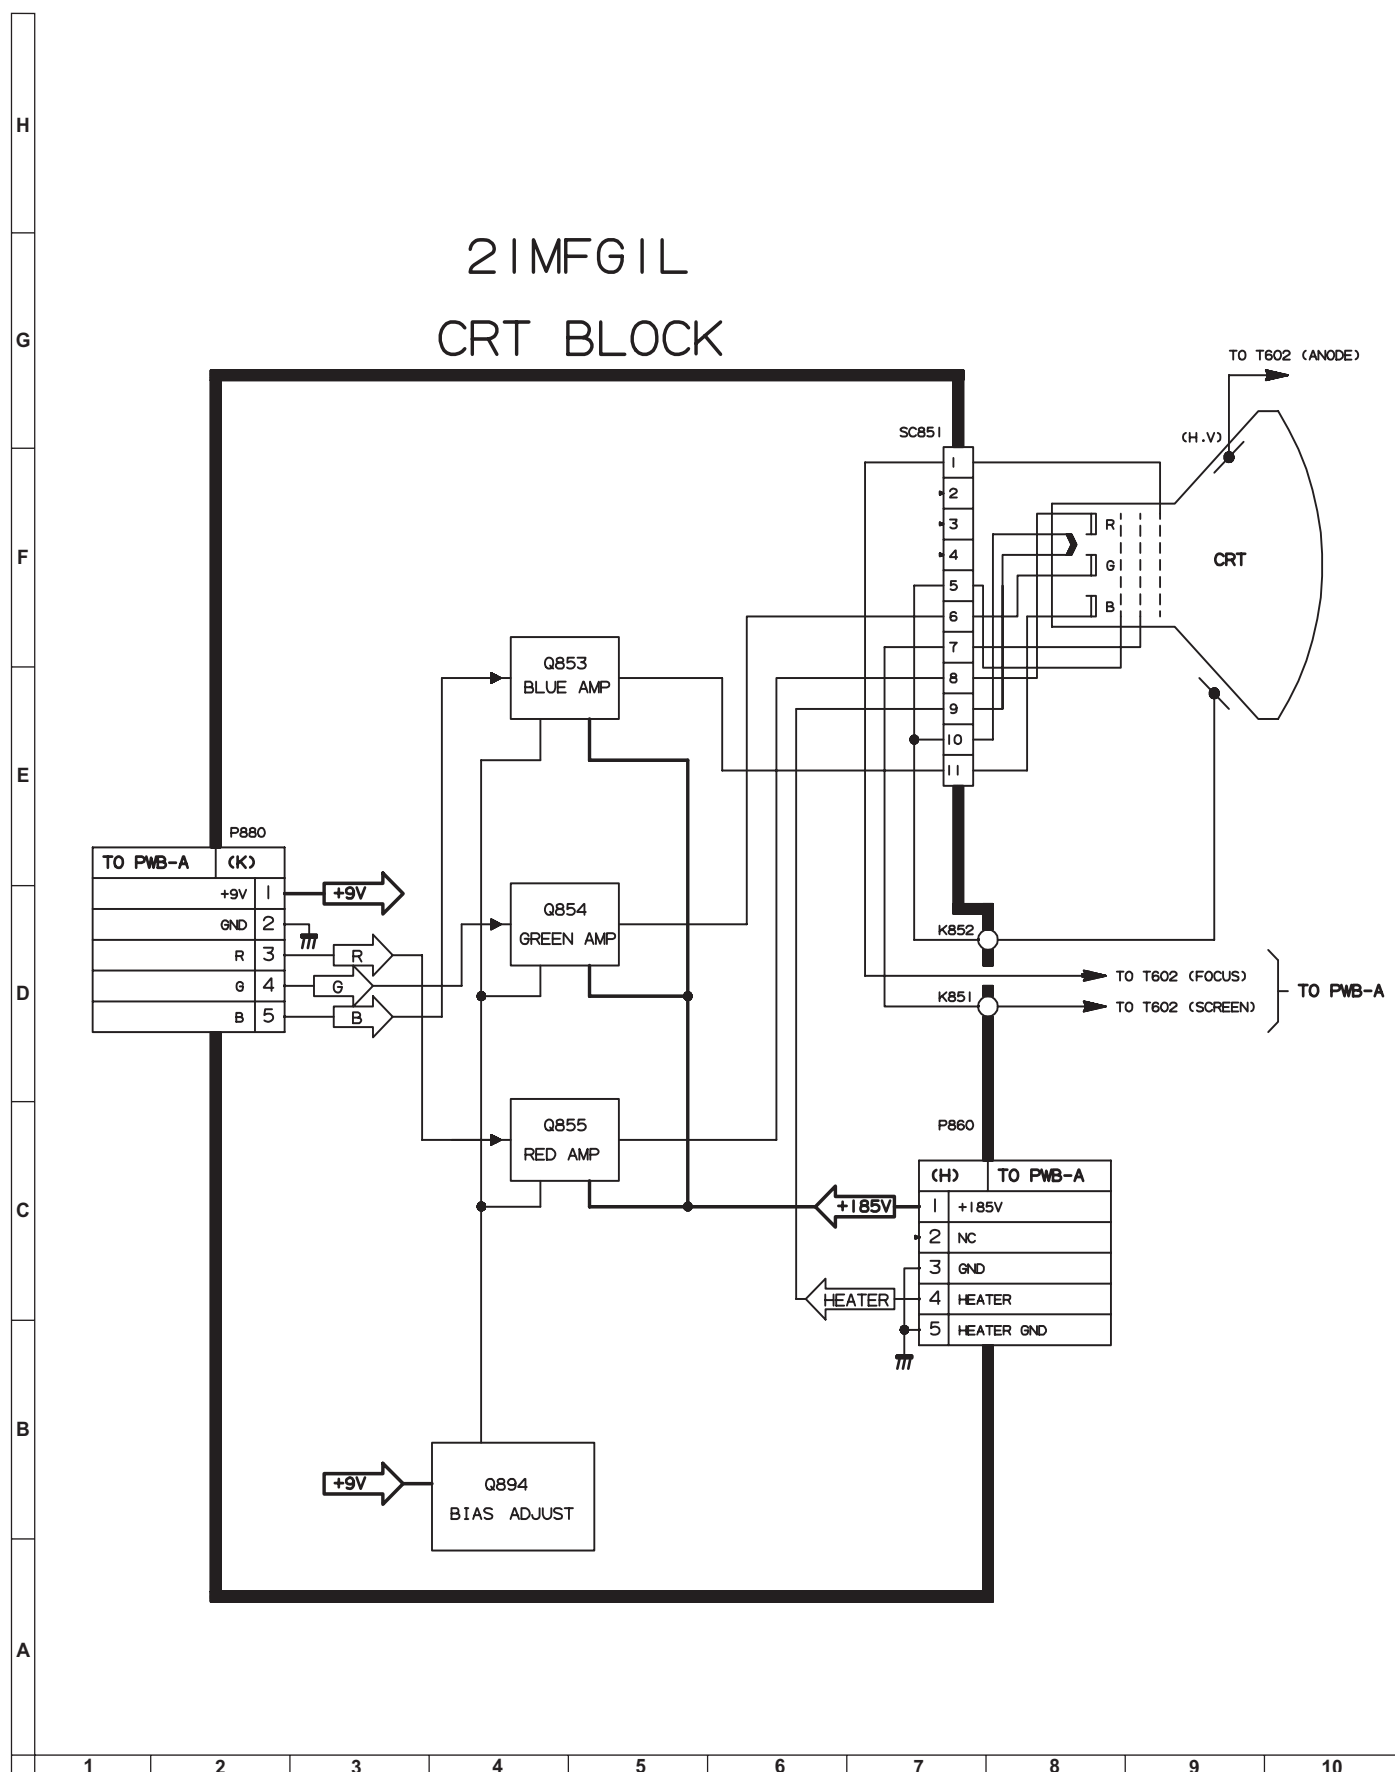 H
21MFG1L
G
CRT BLOCK
TO T602 (ANODE)
SC851
(H.V)
1
2
3
4
5
6
7
8
9
10
11
R
G
B
CRT
F
Q853
BLUE AMP
E
P880
TO PWB-A (K)
+9V 1
GND 2
R 3
G 4
B 5
+9V
R
G
B
Q854
GREEN AMP
K852
TO T602 (FOCUS)
K851
TO T602 (SCREEN)
TO PWB-A
D
Q855
RED AMP
P860
(H) TO PWB-A
1 +185V
2 NC
3 GND
4 HEATER
5 HEATER GND
+185V
HEATER
C
B
+9V
Q894
BIAS ADJUST
A
1 2 3 4 5 6 7 8 9 10